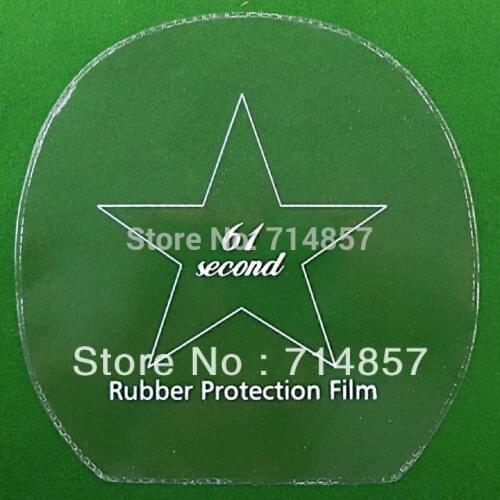 61
Store No: 714857
second
Store No : 714857
Rubber Protection Film